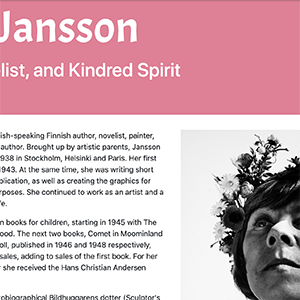 Jansson
list, and Kindred Spirit
ish-speaking Finnish author, novelist, painter,
author. Brought up by artistic parents, Jansson
938 in Stockholm, Helsinki and Paris. Her first
1943. At the same time, she was writing short
blication, as well as creating the graphics for
rposes. She continued to work as an artist and a
fe.
n books for children, starting in 1945 with The
ood. The next two books, Comet in Moominland
oll, published in 1946 and 1948 respectively,
sales, adding to sales of the first book. For her
r she received the Hans Christian Andersen
tobiographical Bildhuggarens dotter (Sculptor's